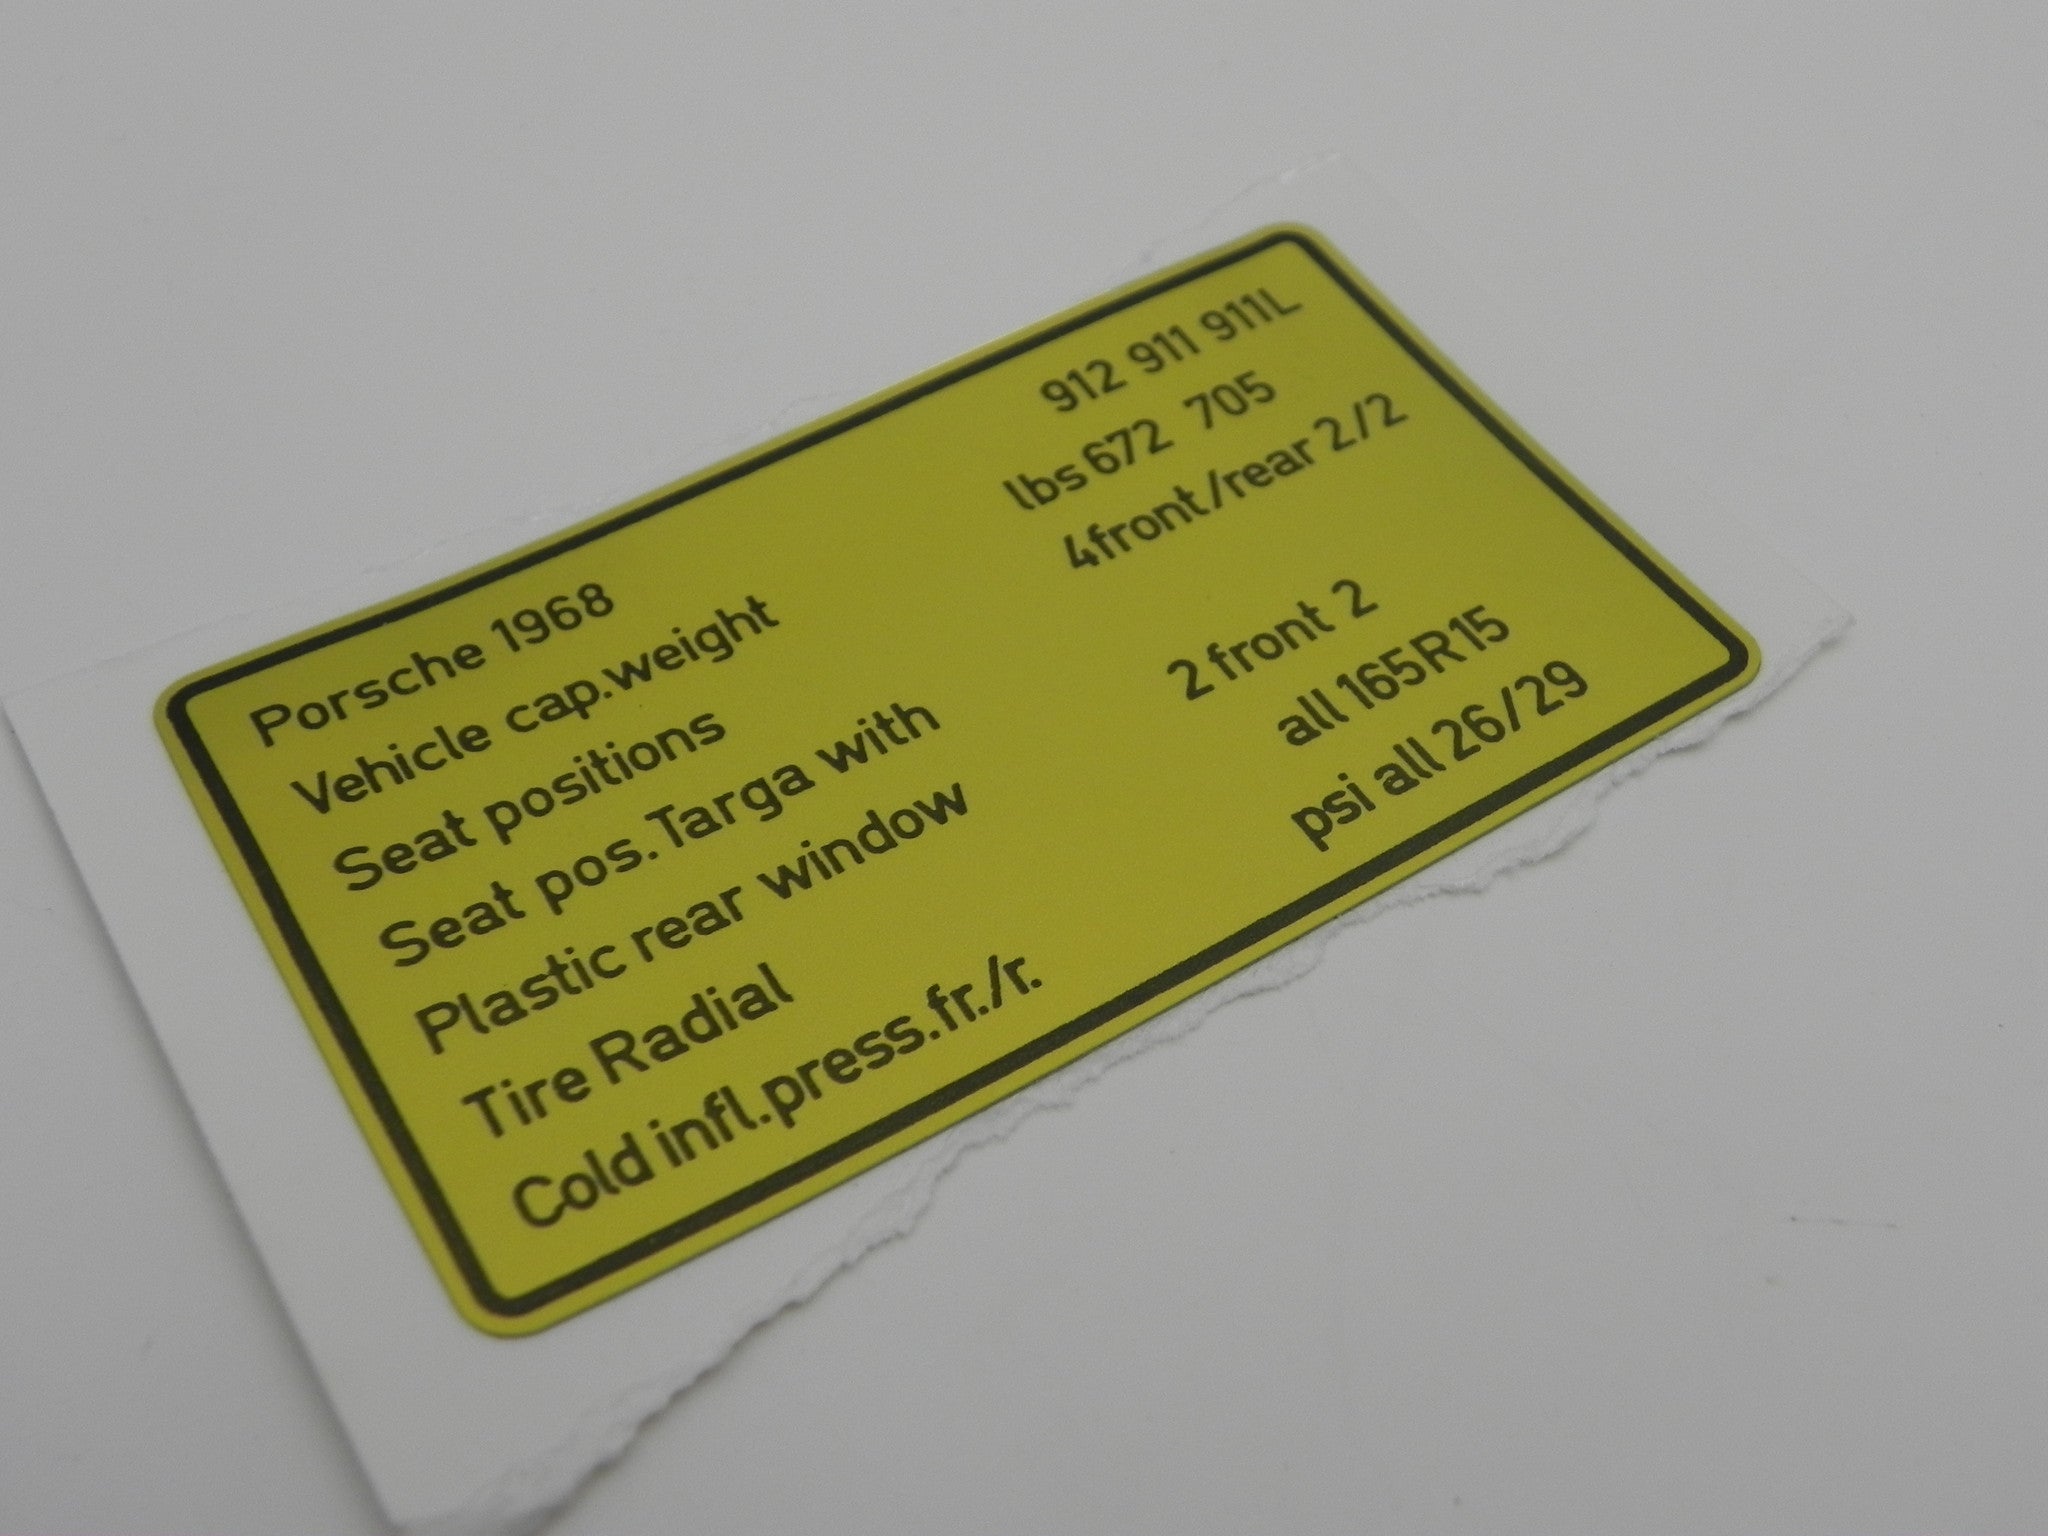 Porsche 1968 912 911 911L
Vehicle cap.weight lbs 672 705
Seat positions 4front/rear 2/2
Seat pos.Targa with
Plastic rear window 2 front 2
Tire Radial all 165R15
Cold infl.press.fr./r. psi all 26/29